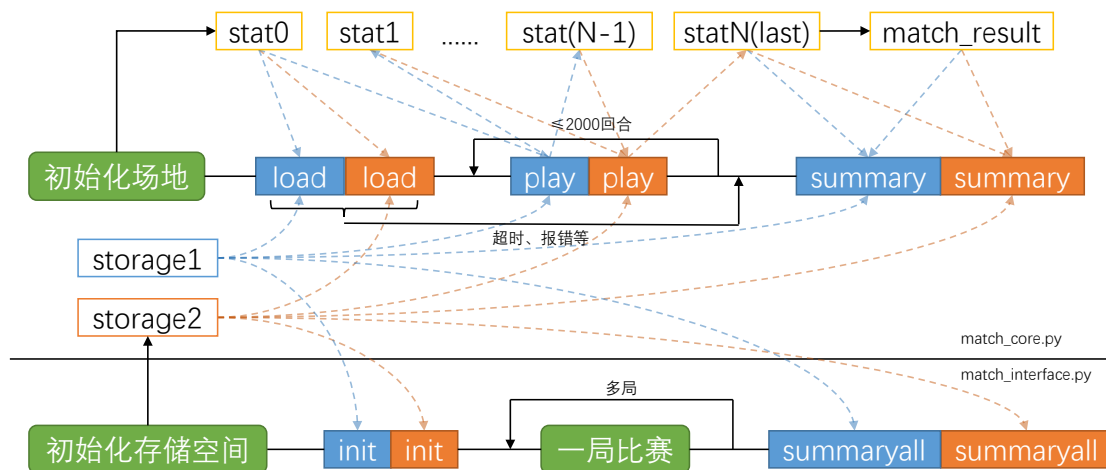 stat0
stat1
......
stat(N-1)
statN(last)
match_result
≤2000回合
初始化场地
load
load
play
play
summary
summary
超时、报错等
storage1
storage2
match_core.py
match_interface.py
多局
初始化存储空间
init
init
一局比赛
summaryall
summaryall